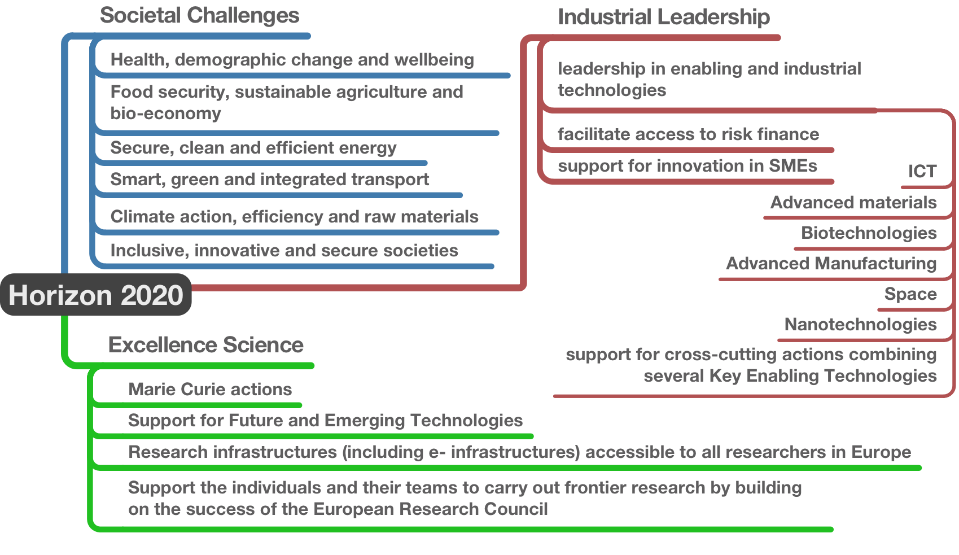 Societal Challenges
Health, demographic change and wellbeing
Food security, sustainable agriculture and
bio-economy
Secure, clean and efficient energy
Smart, green and integrated transport
Climate action, efficiency and raw materials
Inclusive, innovative and secure societies
Industrial Leadership
leadership in enabling and industrial
technologies
facilitate access to risk finance
support for innovation in SMEs
ICT
Advanced materials
Biotechnologies
Advanced Manufacturing
Space
Nanotechnologies
support for cross-cutting actions combining
several Key Enabling Technologies
Horizon 2020
Excellence Science
Marie Curie actions
Support for Future and Emerging Technologies
Research infrastructures (including e- infrastructures) accessible to all researchers in Europe
Support the individuals and their teams to carry out frontier research by building
on the success of the European Research Council